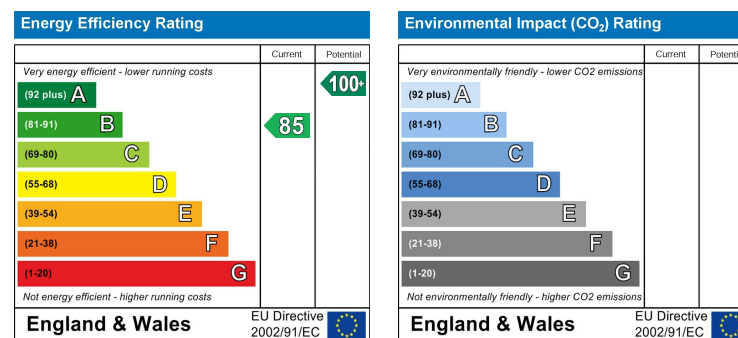 Energy Efficiency Rating
Current Potential
Very energy efficient - lower running costs
(92 plus) A
100+
(81-91) B
85
(69-80) C
(55-68) D
(39-54) E
(21-38) F
(1-20) G
Not energy efficient - higher running costs
England & Wales
EU Directive
2002/91/EC
Environmental Impact (CO₂) Rating
Current Potenti
Very environmentally friendly - lower CO2 emissions
(92 plus) A
(81-91) B
(69-80) C
(55-68) D
(39-54) E
(21-38) F
(1-20) G
Not environmentally friendly - higher CO2 emissions
England & Wales
EU Directive
2002/91/EC